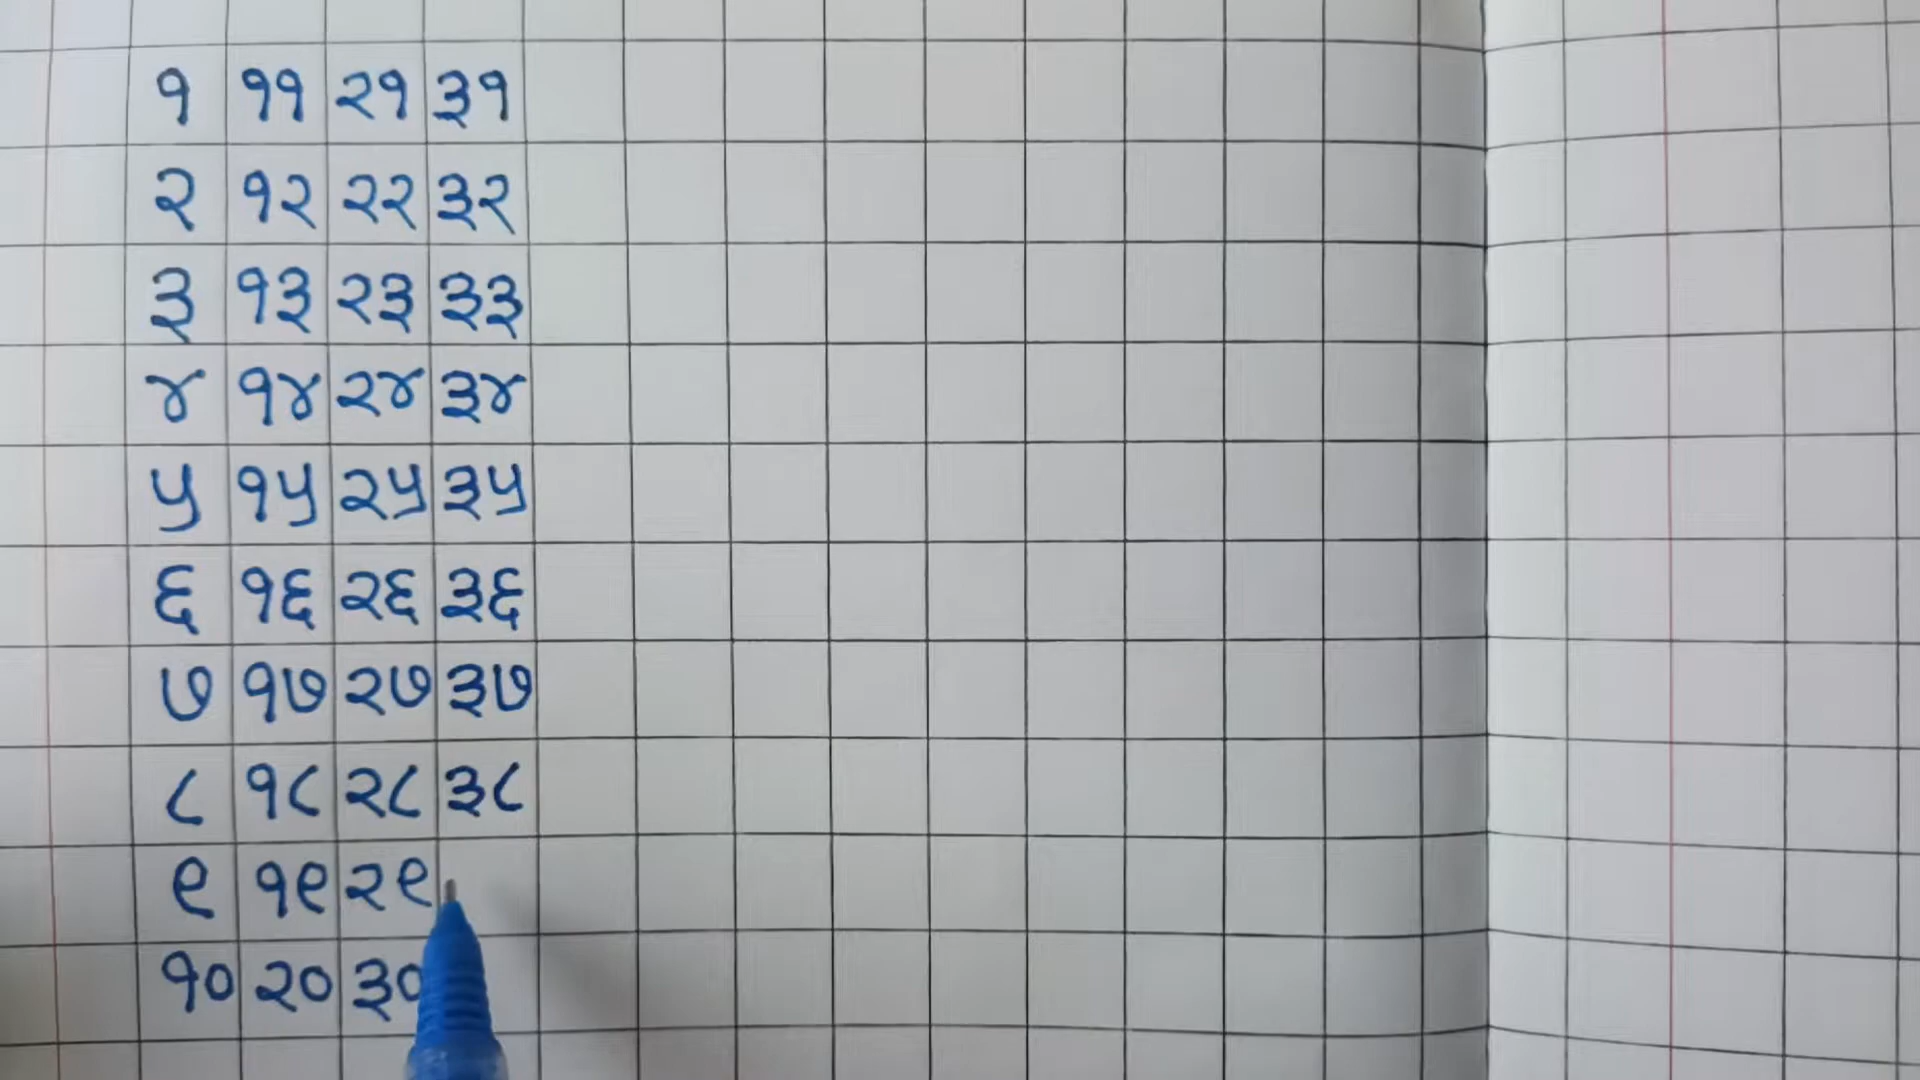 १ ११ २१ ३१
२ १२ २२ ३२
३ १३ २३ ३३
४ १४ २४ ३४
५ १५ २५ ३५
६ १६ २६ ३६
७ १७ २७ ३७
८ १८ २८ ३८
९ १९ २९
१० २० ३०